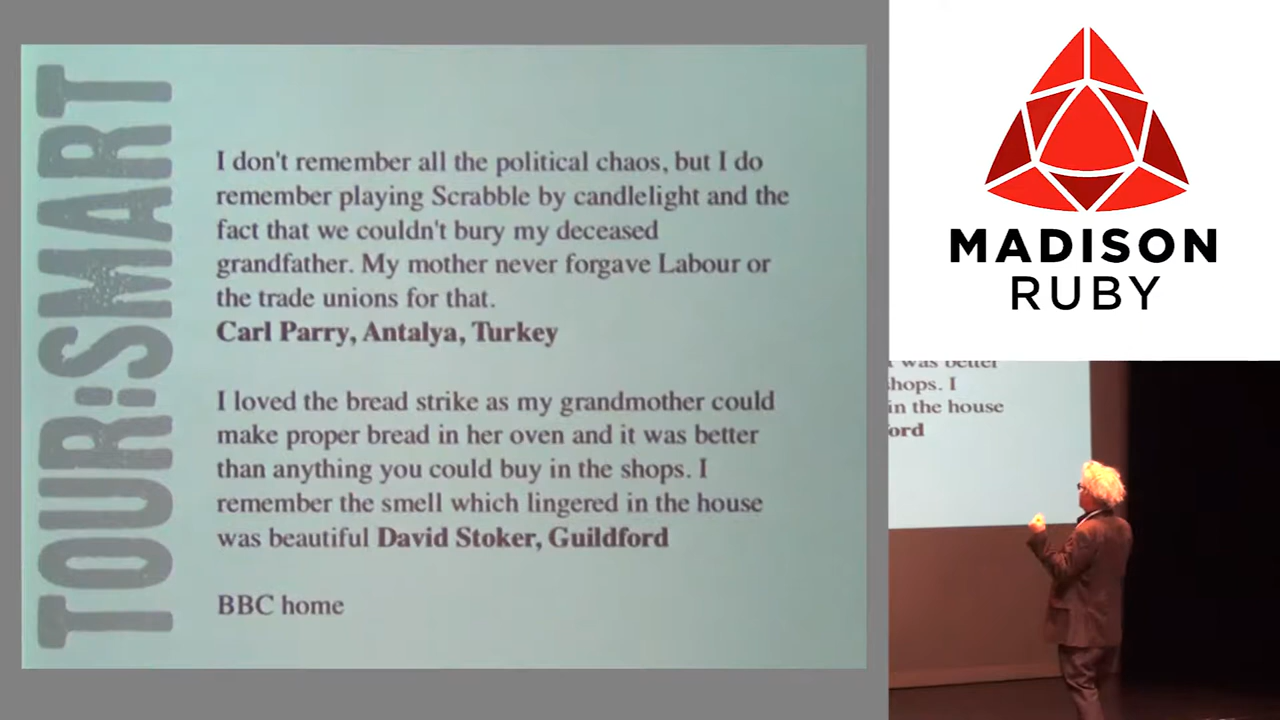 TOUR:SMART
I don't remember all the political chaos, but I do
remember playing Scrabble by candlelight and the
fact that we couldn't bury my deceased
grandfather. My mother never forgave Labour or
the trade unions for that.
Carl Parry, Antalya, Turkey
I loved the bread strike as my grandmother could
make proper bread in her oven and it was better
than anything you could buy in the shops. I
remember the smell which lingered in the house
was beautiful David Stoker, Guildford
BBC home
MADISON
RUBY
was better
hops. I
in the house
ord